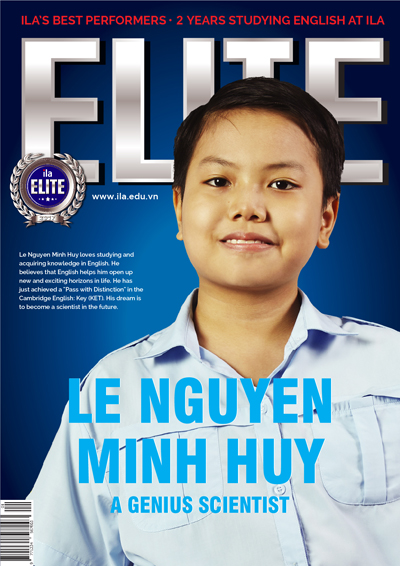 ILA'S BEST PERFORMERS • 2 YEARS STUDYING ENGLISH AT ILA
ELITE
ila
ELITE
2017
www.ila.edu.vn
Le Nguyen Minh Huy loves studying and
acquiring knowledge in English. He
believes that English helps him open up
new and exciting horizons in life. He has
just achieved a "Pass with Distinction" in the
Cambridge English: Key (KET). His dream is
to become a scientist in the future.
LE NGUYEN
MINH HUY
A GENIUS SCIENTIST